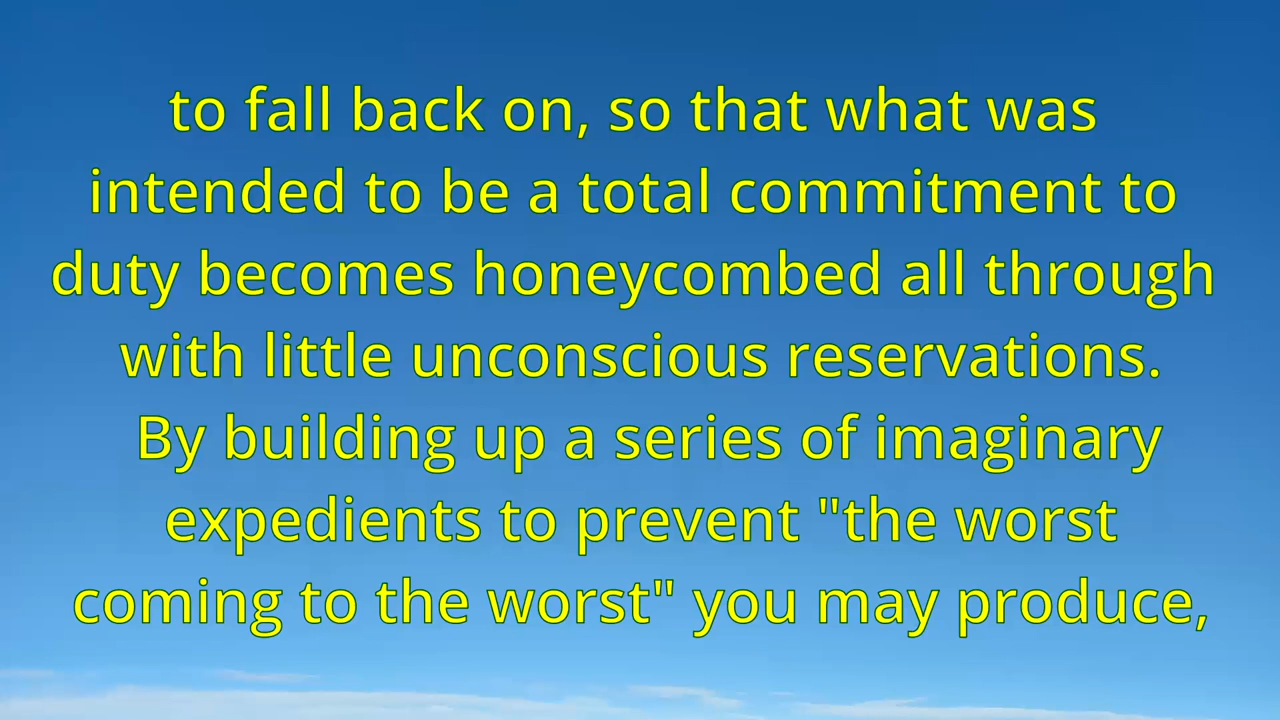 to fall back on, so that what was
intended to be a total commitment to
duty becomes honeycombed all through
with little unconscious reservations.
By building up a series of imaginary
expedients to prevent "the worst
coming to the worst" you may produce,